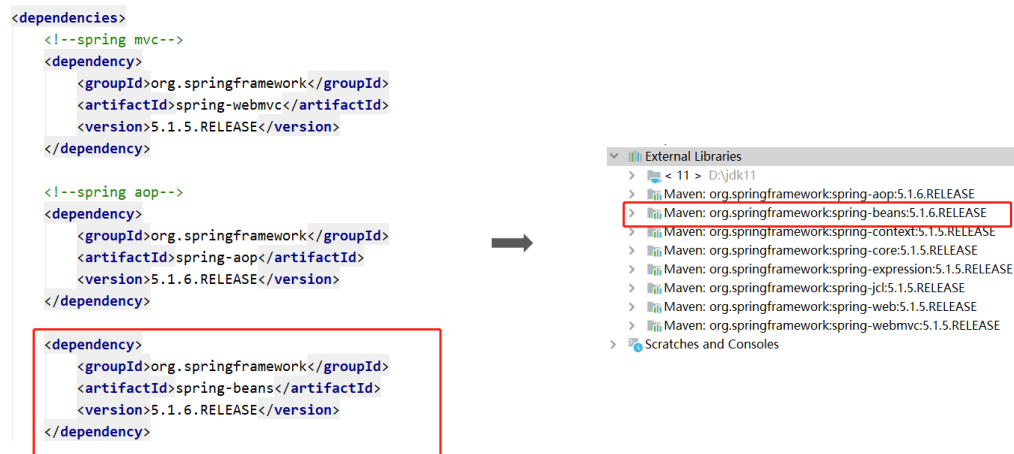 <dependencies>
<!--spring mvc-->
<dependency>
<groupId>org.springframework</groupId>
<artifactId>spring-webmvc</artifactId>
<version>5.1.5.RELEASE</version>
</dependency>
<!--spring aop-->
<dependency>
<groupId>org.springframework</groupId>
<artifactId>spring-aop</artifactId>
<version>5.1.6.RELEASE</version>
</dependency>
<dependency>
<groupId>org.springframework</groupId>
<artifactId>spring-beans</artifactId>
<version>5.1.6.RELEASE</version>
</dependency>
External Libraries
< 11 > D:\jdk11
Maven: org.springframework:spring-aop:5.1.6.RELEASE
Maven: org.springframework:spring-beans:5.1.6.RELEASE
Maven: org.springframework:spring-context:5.1.5.RELEASE
Maven: org.springframework:spring-core:5.1.5.RELEASE
Maven: org.springframework:spring-expression:5.1.5.RELEASE
Maven: org.springframework:spring-jcl:5.1.5.RELEASE
Maven: org.springframework:spring-web:5.1.5.RELEASE
Maven: org.springframework:spring-webmvc:5.1.5.RELEASE
Scratches and Consoles